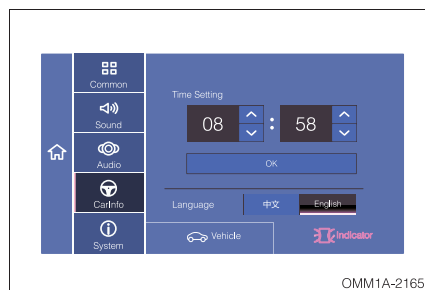 Common
Sound
Audio
CarInfo
System
Time Setting
08 : 58
OK
Language 中文 English
Vehicle Indicator
OMM1A-2165